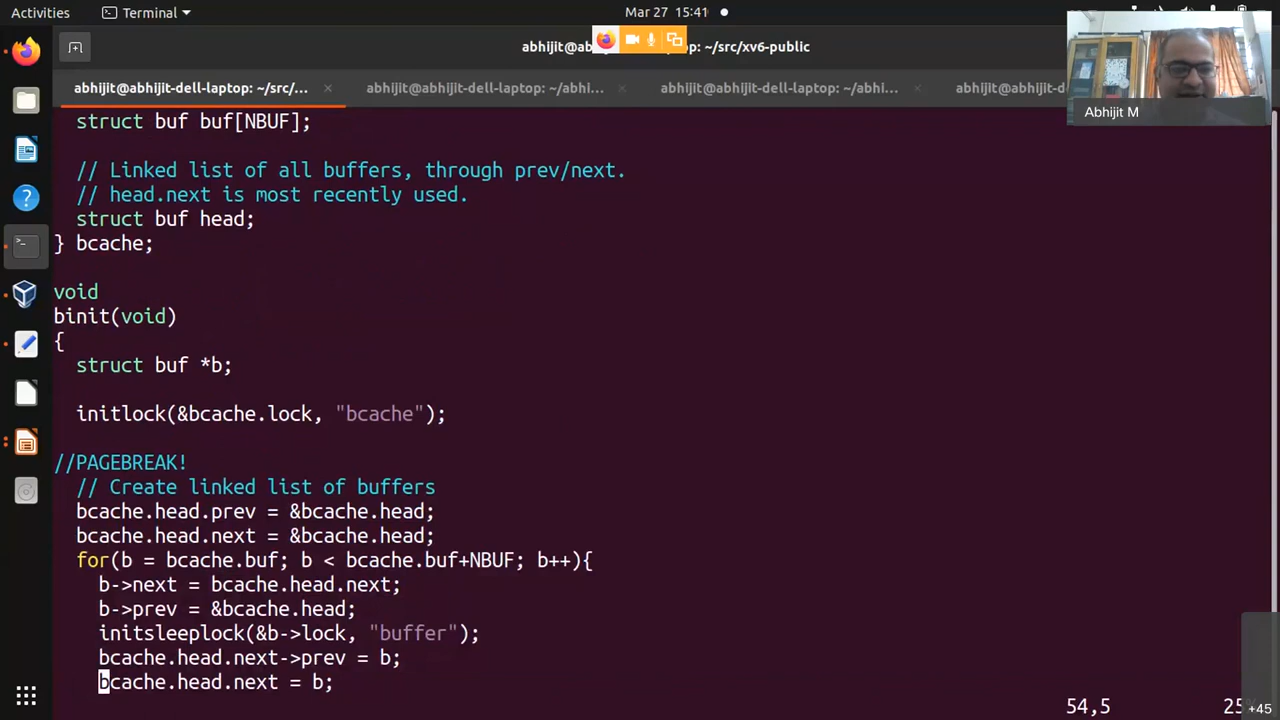 Activities
Terminal
Mar 27 15:41
abhijit@ab
pp: ~/src/xv6-public
abhijit@abhijit-dell-laptop: ~/src/...
abhijit@abhijit-dell-laptop: ~/abhi...
abhijit@abhijit-dell-laptop: ~/abhi...
abhijit@abhijit-d
Abhijit M
struct buf buf[NBUF];
// Linked list of all buffers, through prev/next.
// head.next is most recently used.
struct buf head;
} bcache;
void
binit(void)
{
struct buf *b;
initlock(&bcache.lock, "bcache");
//PAGEBREAK!
// Create linked list of buffers
bcache.head.prev = &bcache.head;
bcache.head.next = &bcache.head;
for(b = bcache.buf; b < bcache.buf+NBUF; b++){
b->next = bcache.head.next;
b->prev = &bcache.head;
initsleeplock(&b->lock, "buffer");
bcache.head.next->prev = b;
bcache.head.next = b;
54,5
25%
+45